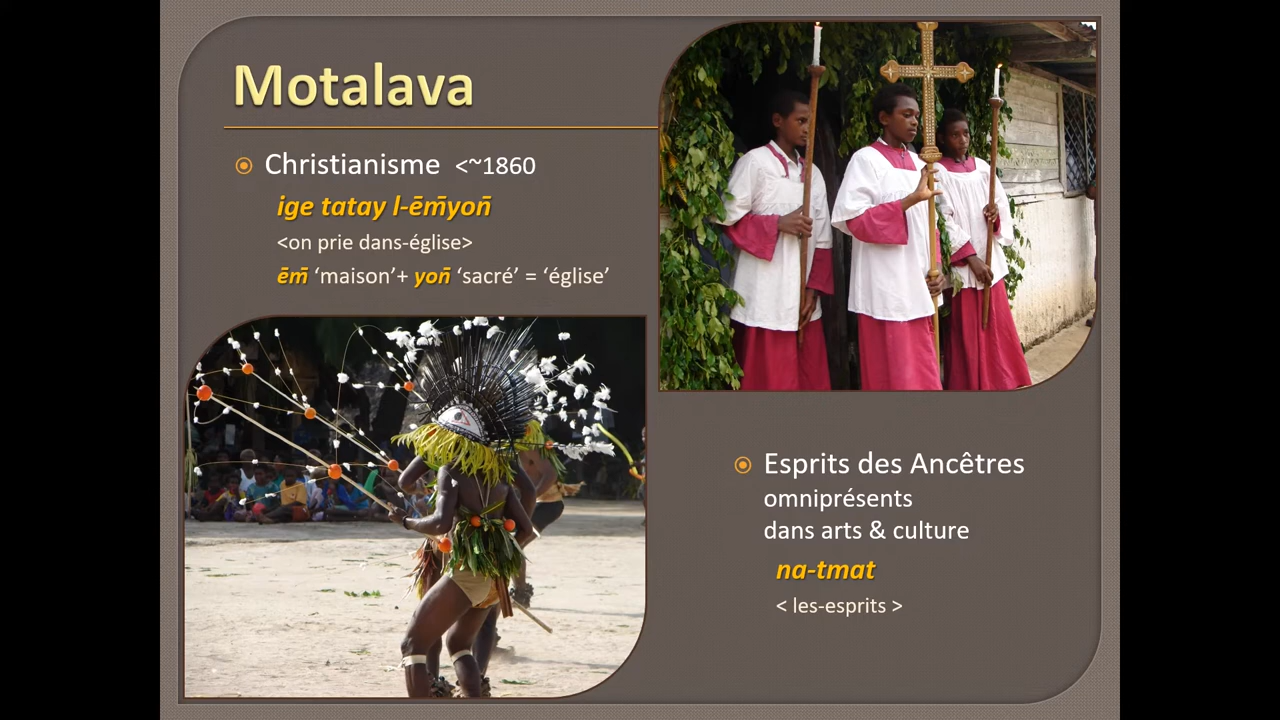 Motalava
Christianisme <~1860
ige tatay l-ēm̄yon̄
<on prie dans-église>
ēm̄ ‘maison’+ yon̄ ‘sacré’ = ‘église’
Esprits des Ancêtres
omniprésents
dans arts & culture
na-tmat
< les-esprits >